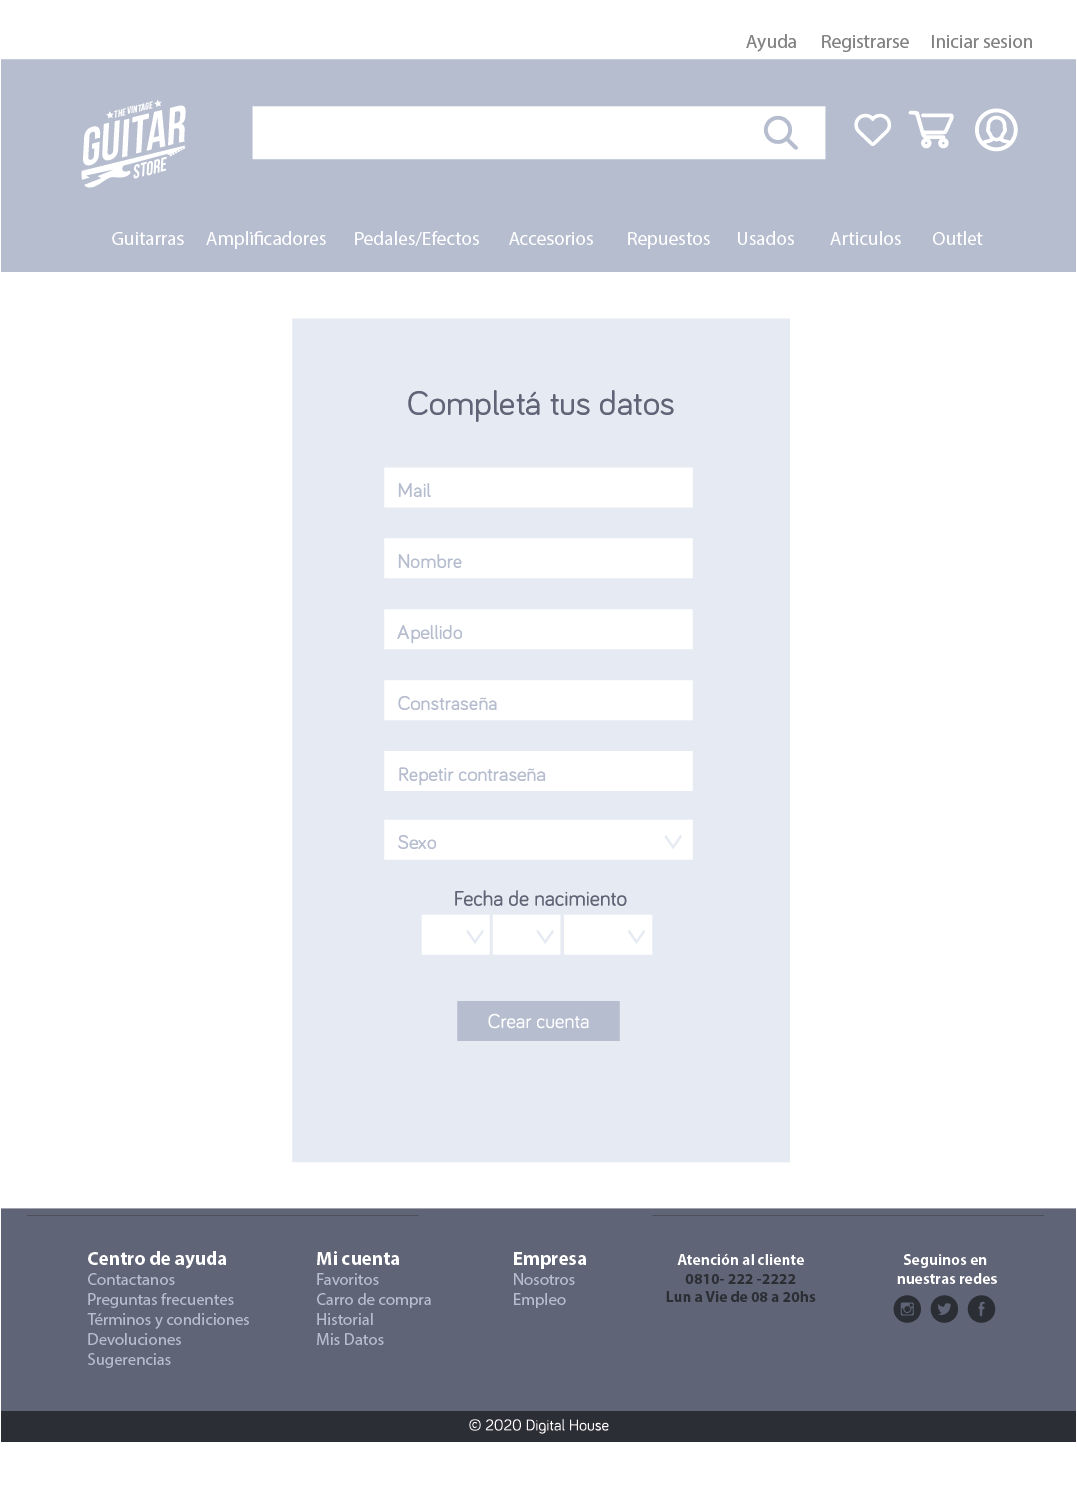 Ayuda Registrarse Iniciar sesion
THE VINTAGE
GUITAR
STORE
Guitarras Amplificadores Pedales/Efectos Accesorios Repuestos Usados Articulos Outlet
Completá tus datos
Mail
Nombre
Apellido
Constraseña
Repetir contraseña
Sexo
Fecha de nacimiento
Crear cuenta
Centro de ayuda
Contactanos
Preguntas frecuentes
Términos y condiciones
Devoluciones
Sugerencias
Mi cuenta
Favoritos
Carro de compra
Historial
Mis Datos
Empresa
Nosotros
Empleo
Atención al cliente
0810- 222 -2222
Lun a Vie de 08 a 20hs
Seguinos en
nuestras redes
© 2020 Digital House